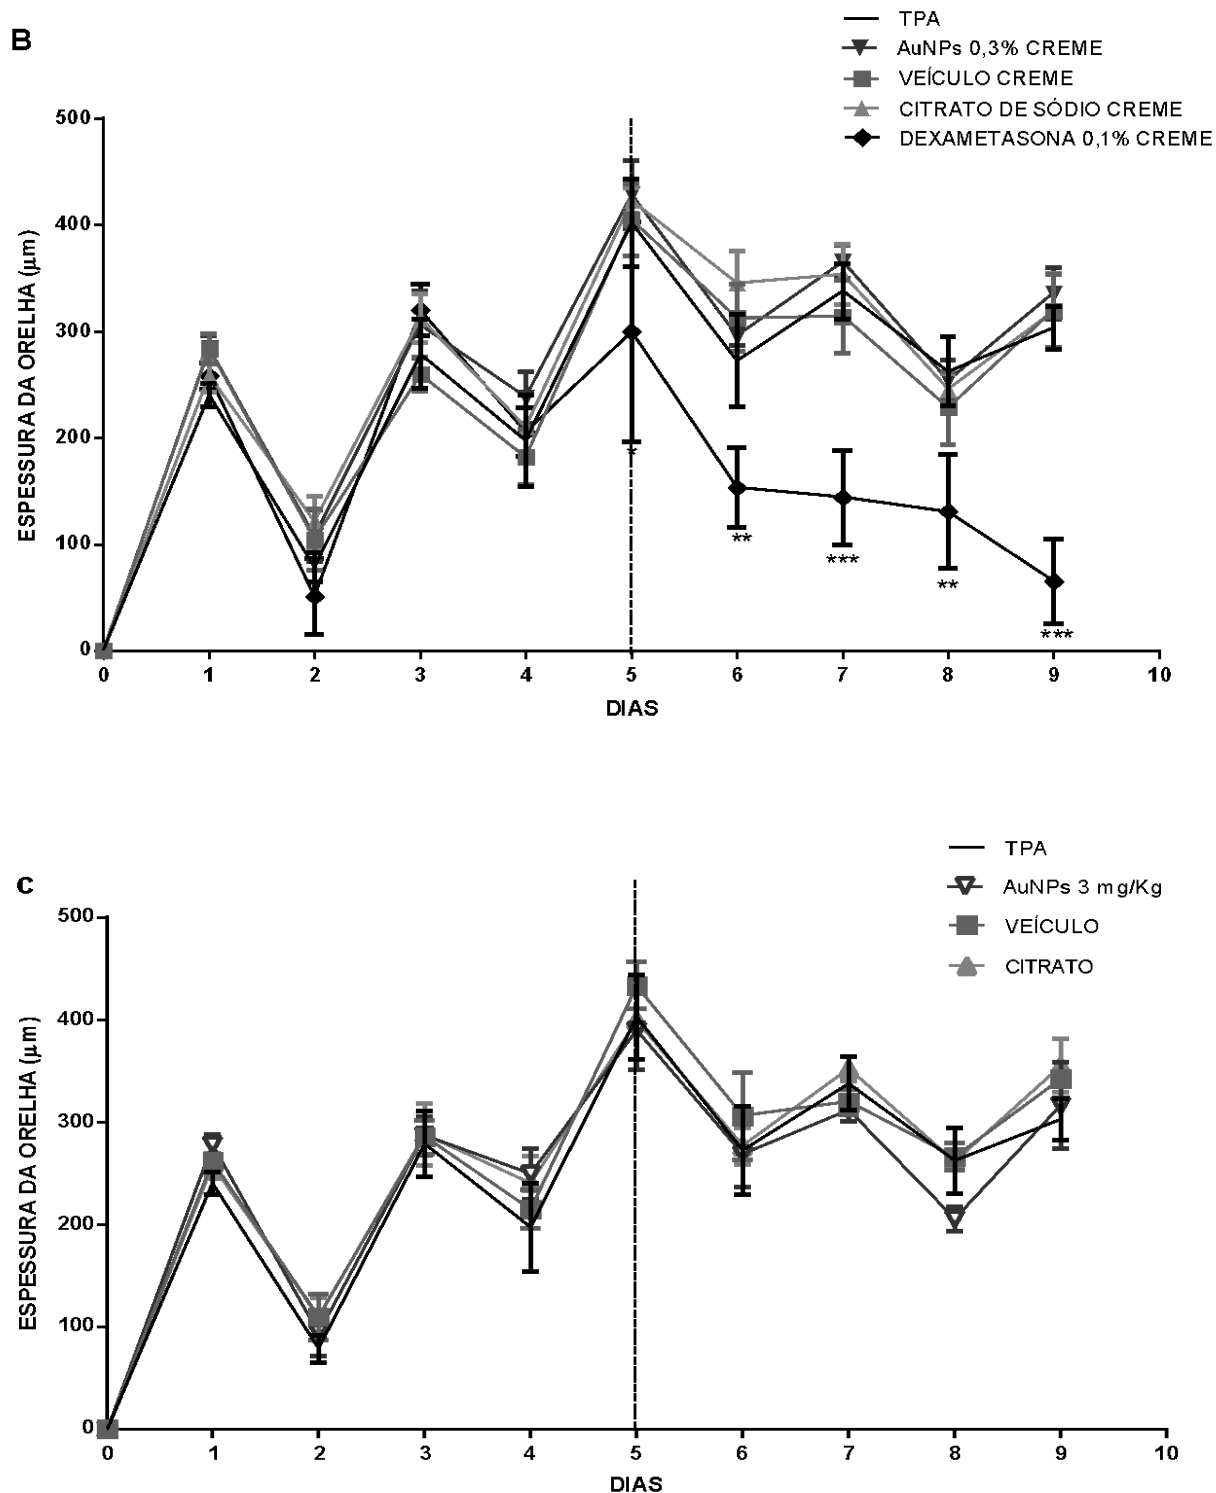 B
TPA
AuNPs 0,3% CREME
VEÍCULO CREME
CITRATO DE SÓDIO CREME
DEXAMETASONA 0,1% CREME
ESPESSURA DA ORELHA (µm)
500
400
300
200
100
0
*
**
***
**
***
0 1 2 3 4 5 6 7 8 9 10
DIAS
C
TPA
AuNPs 3 mg/Kg
VEÍCULO
CITRATO
ESPESSURA DA ORELHA (µm)
500
400
300
200
100
0
0 1 2 3 4 5 6 7 8 9 10
DIAS